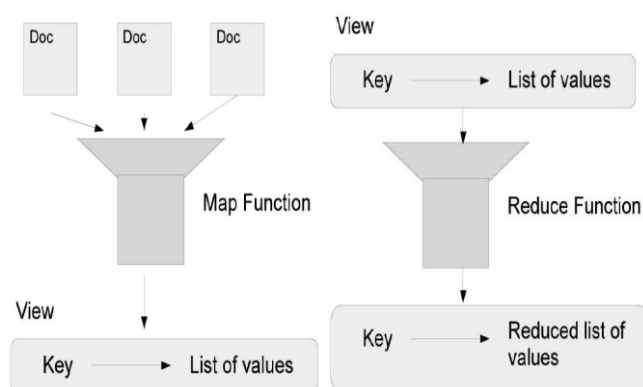 Doc
Doc
Doc
Map Function
View
Key
List of values
View
Key
List of values
Reduce Function
Key
Reduced list of
values